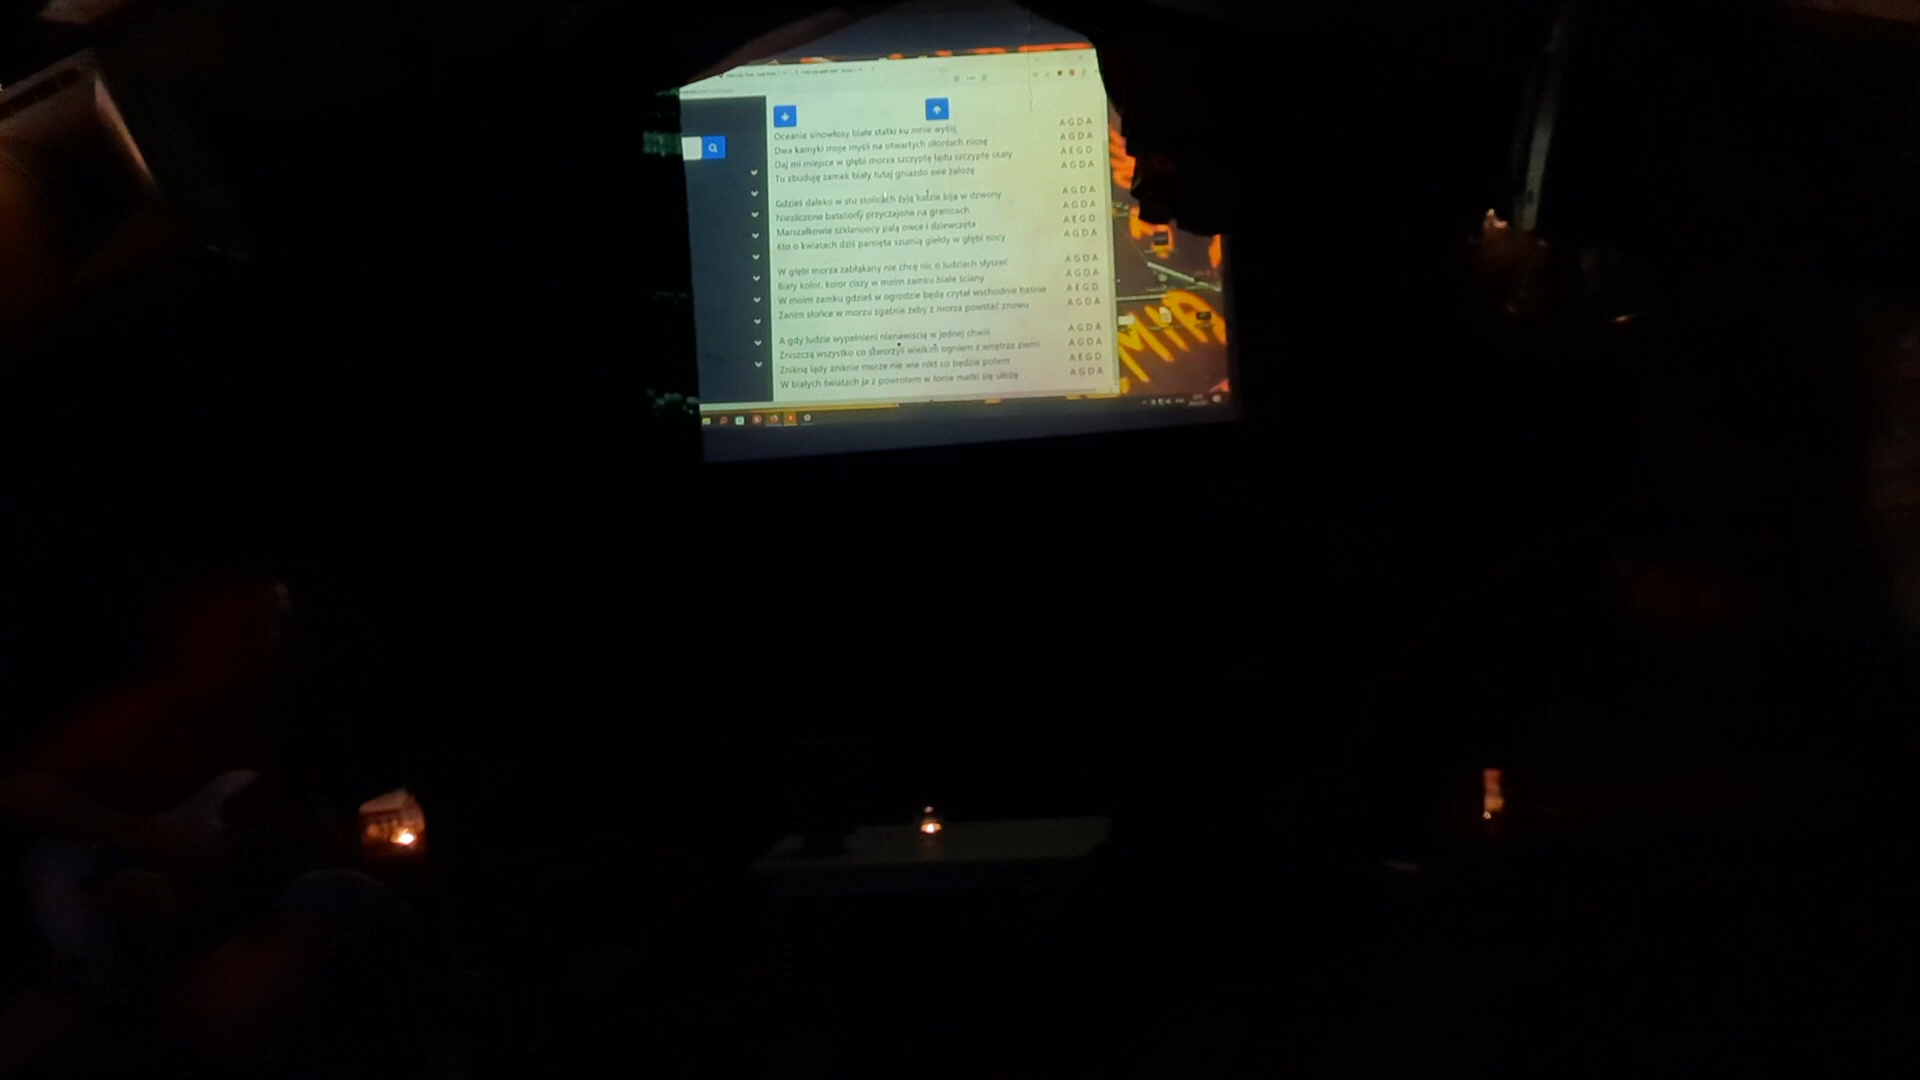 Oceanie sinowłosy białe statki ku mnie wyślij A G D A
Dwa kamyki moje myśli na otwartych dłoniach niosę A G D A
Daj mi miejsce w głębi morza szczyptę lądu szczyptę skały A E G D
Tu zbuduję zamek biały tutaj gniazdo swe założę A G D A
Gdzieś daleko w stu stolicach żyją ludzie biją w dzwony A G D A
Niezliczone bataliony przyczajone na granicach A G D A
Marszałkowie szklanoocy palą owce i dziewczęta A E G D
Kto o kwiatach dziś pamięta szumią giełdy w głębi nocy A G D A
W głębi morza zabłąkany nie chcę nic o ludziach słyszeć A G D A
Biały kolor, kolor ciszy w moim zamku białe ściany A G D A
W moim zamku gdzieś w ogrodzie będę czytał wschodnie baśnie A E G D
Zanim słońce w morzu zgaśnie żeby z morza powstać znowu A G D A
A gdy ludzie wypełnieni nienawiścią w jednej chwili A G D A
Zniszczą wszystko co stworzyli wielkim ogniem z wnętrza ziemi A G D A
Znikną lądy zniknie morze nie wie nikt co będzie potem A E G D
W białych światach ja z powrotem w łonie matki się ułożę A G D A